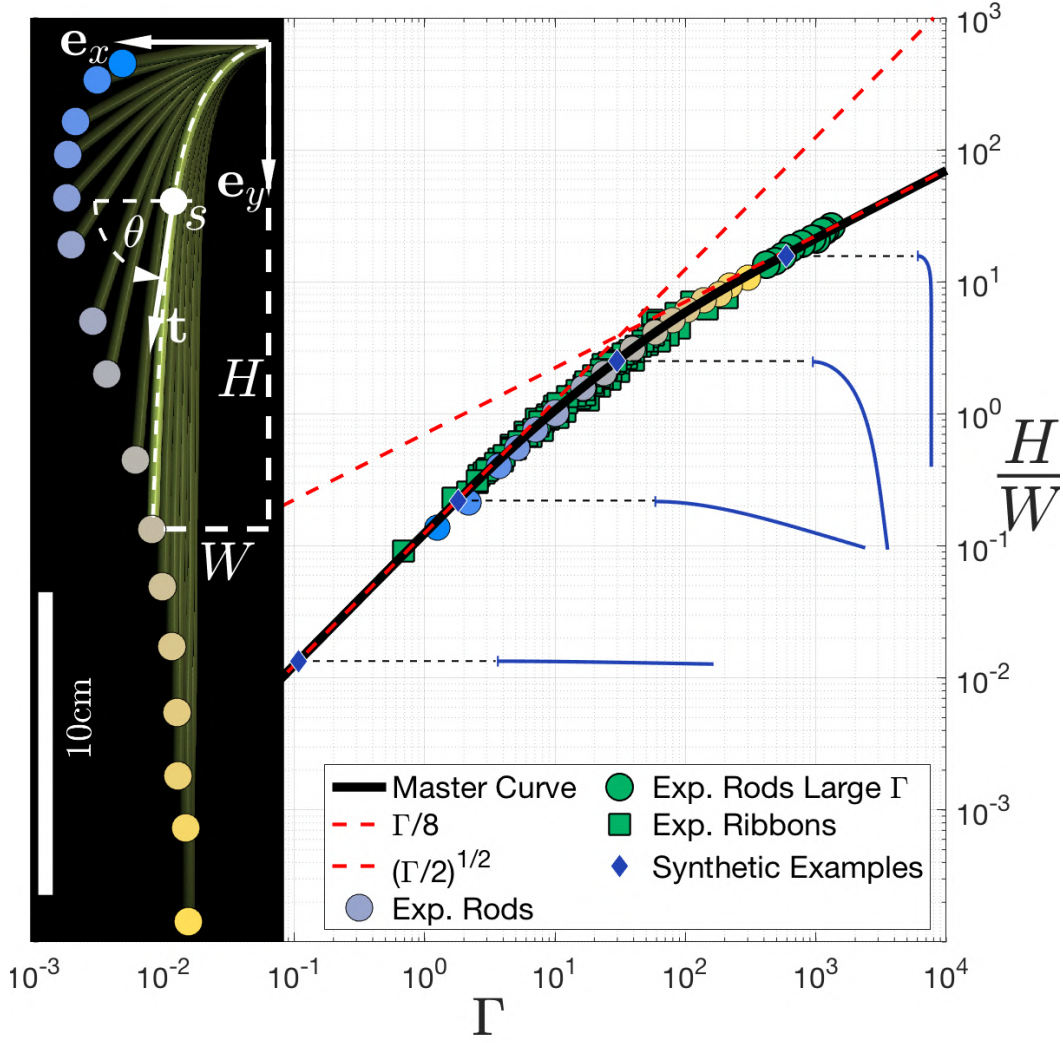 e_x
e_y
s
θ
t
H
W
10cm
10^3
10^2
10^1
10^0
10^-1
10^-2
10^-3
H/W
Master Curve
Γ/8
(Γ/2)^1/2
Exp. Rods
Exp. Rods Large Γ
Exp. Ribbons
Synthetic Examples
10^-3 10^-2 10^-1 10^0 10^1 10^2 10^3 10^4
Γ